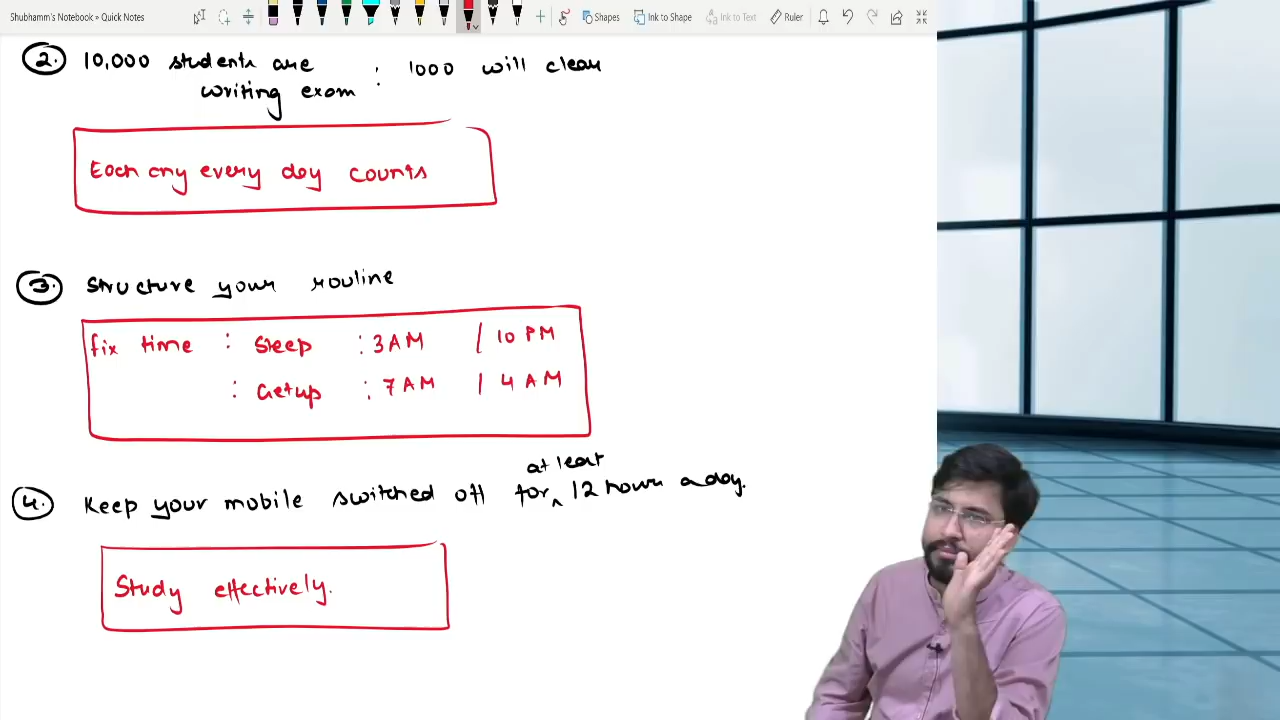 Shubhamm's Notebook > Quick Notes
Shapes
Ink to Shape
Ink to Text
Ruler
2. 10,000 students are writing exam : 1000 will clear
Each any every day counts
3. Structure your routine
fix time : Sleep : 3 AM / 10 PM
: Getup : 7 AM / 4 AM
at least
4. Keep your mobile switched off for ^ 12 hours a day.
Study effectively.